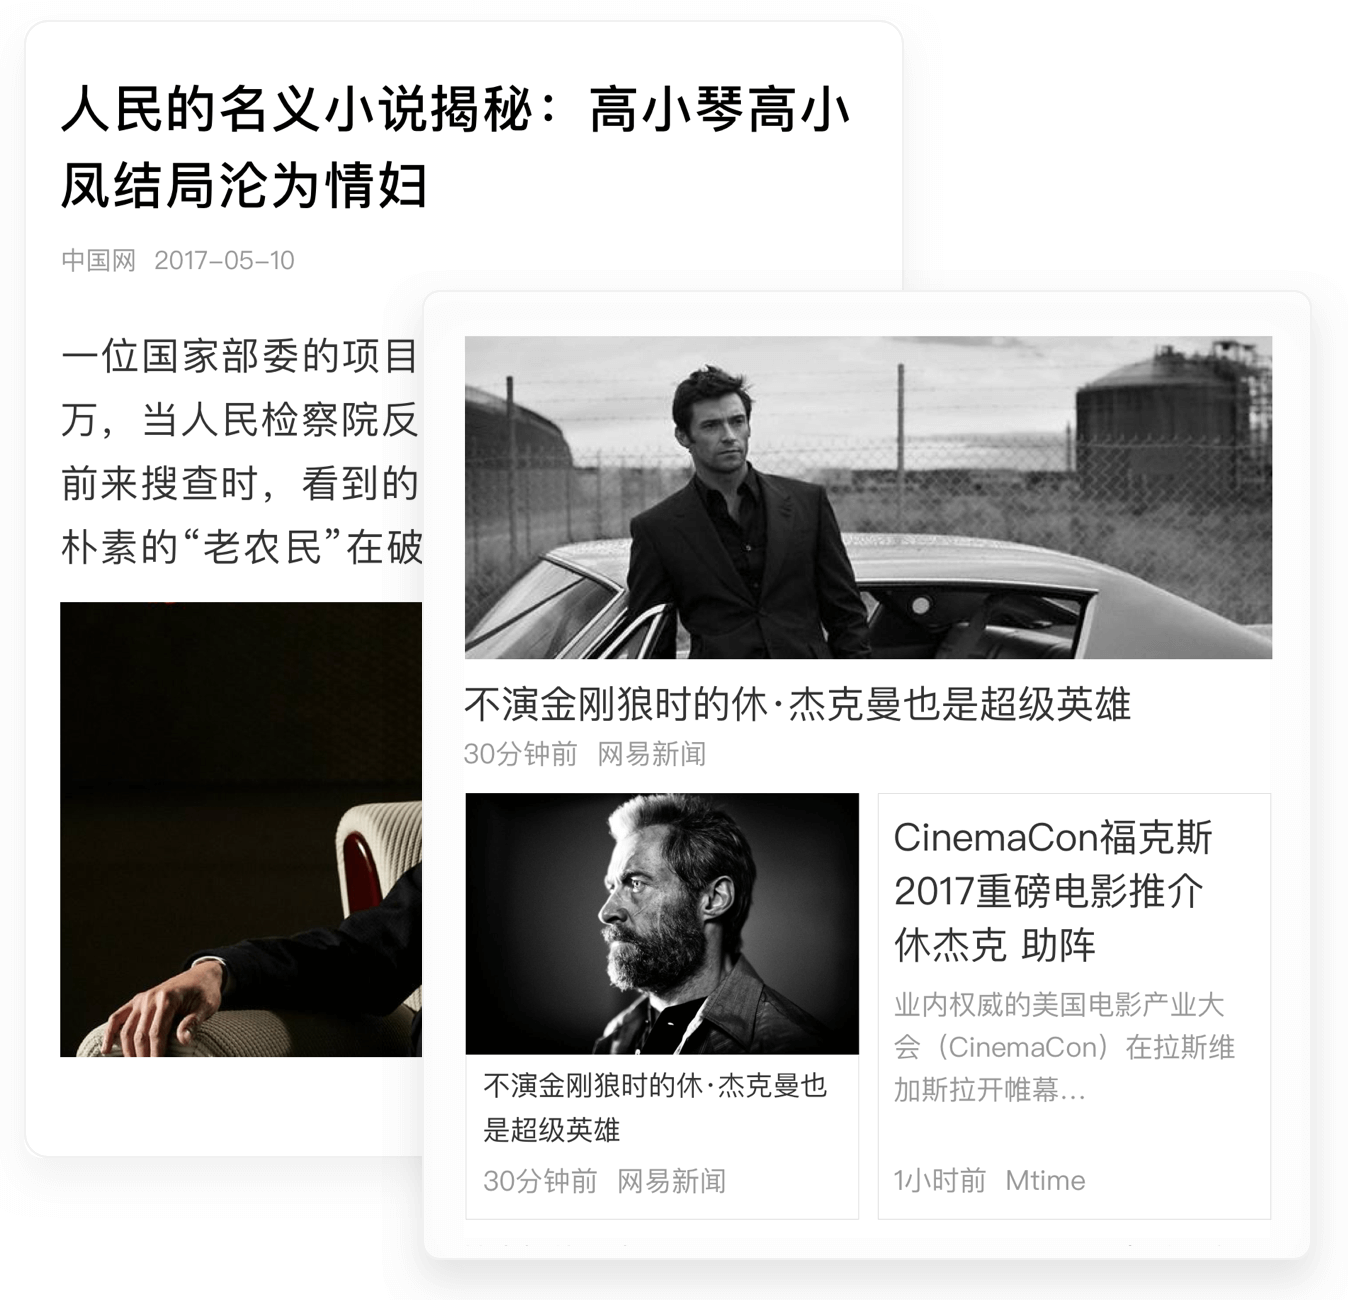 人民的名义小说揭秘：高小琴高小
凤结局沦为情妇
中国网 2017-05-10
一位国家部委的项目
万，当人民检察院反
前来搜查时，看到的
朴素的“老农民”在破
不演金刚狼时的休·杰克曼也是超级英雄
30分钟前 网易新闻
不演金刚狼时的休·杰克曼也
是超级英雄
30分钟前 网易新闻
CinemaCon福克斯
2017重磅电影推介
休杰克 助阵
业内权威的美国电影产业大
会（CinemaCon）在拉斯维
加斯拉开帷幕...
1小时前 Mtime